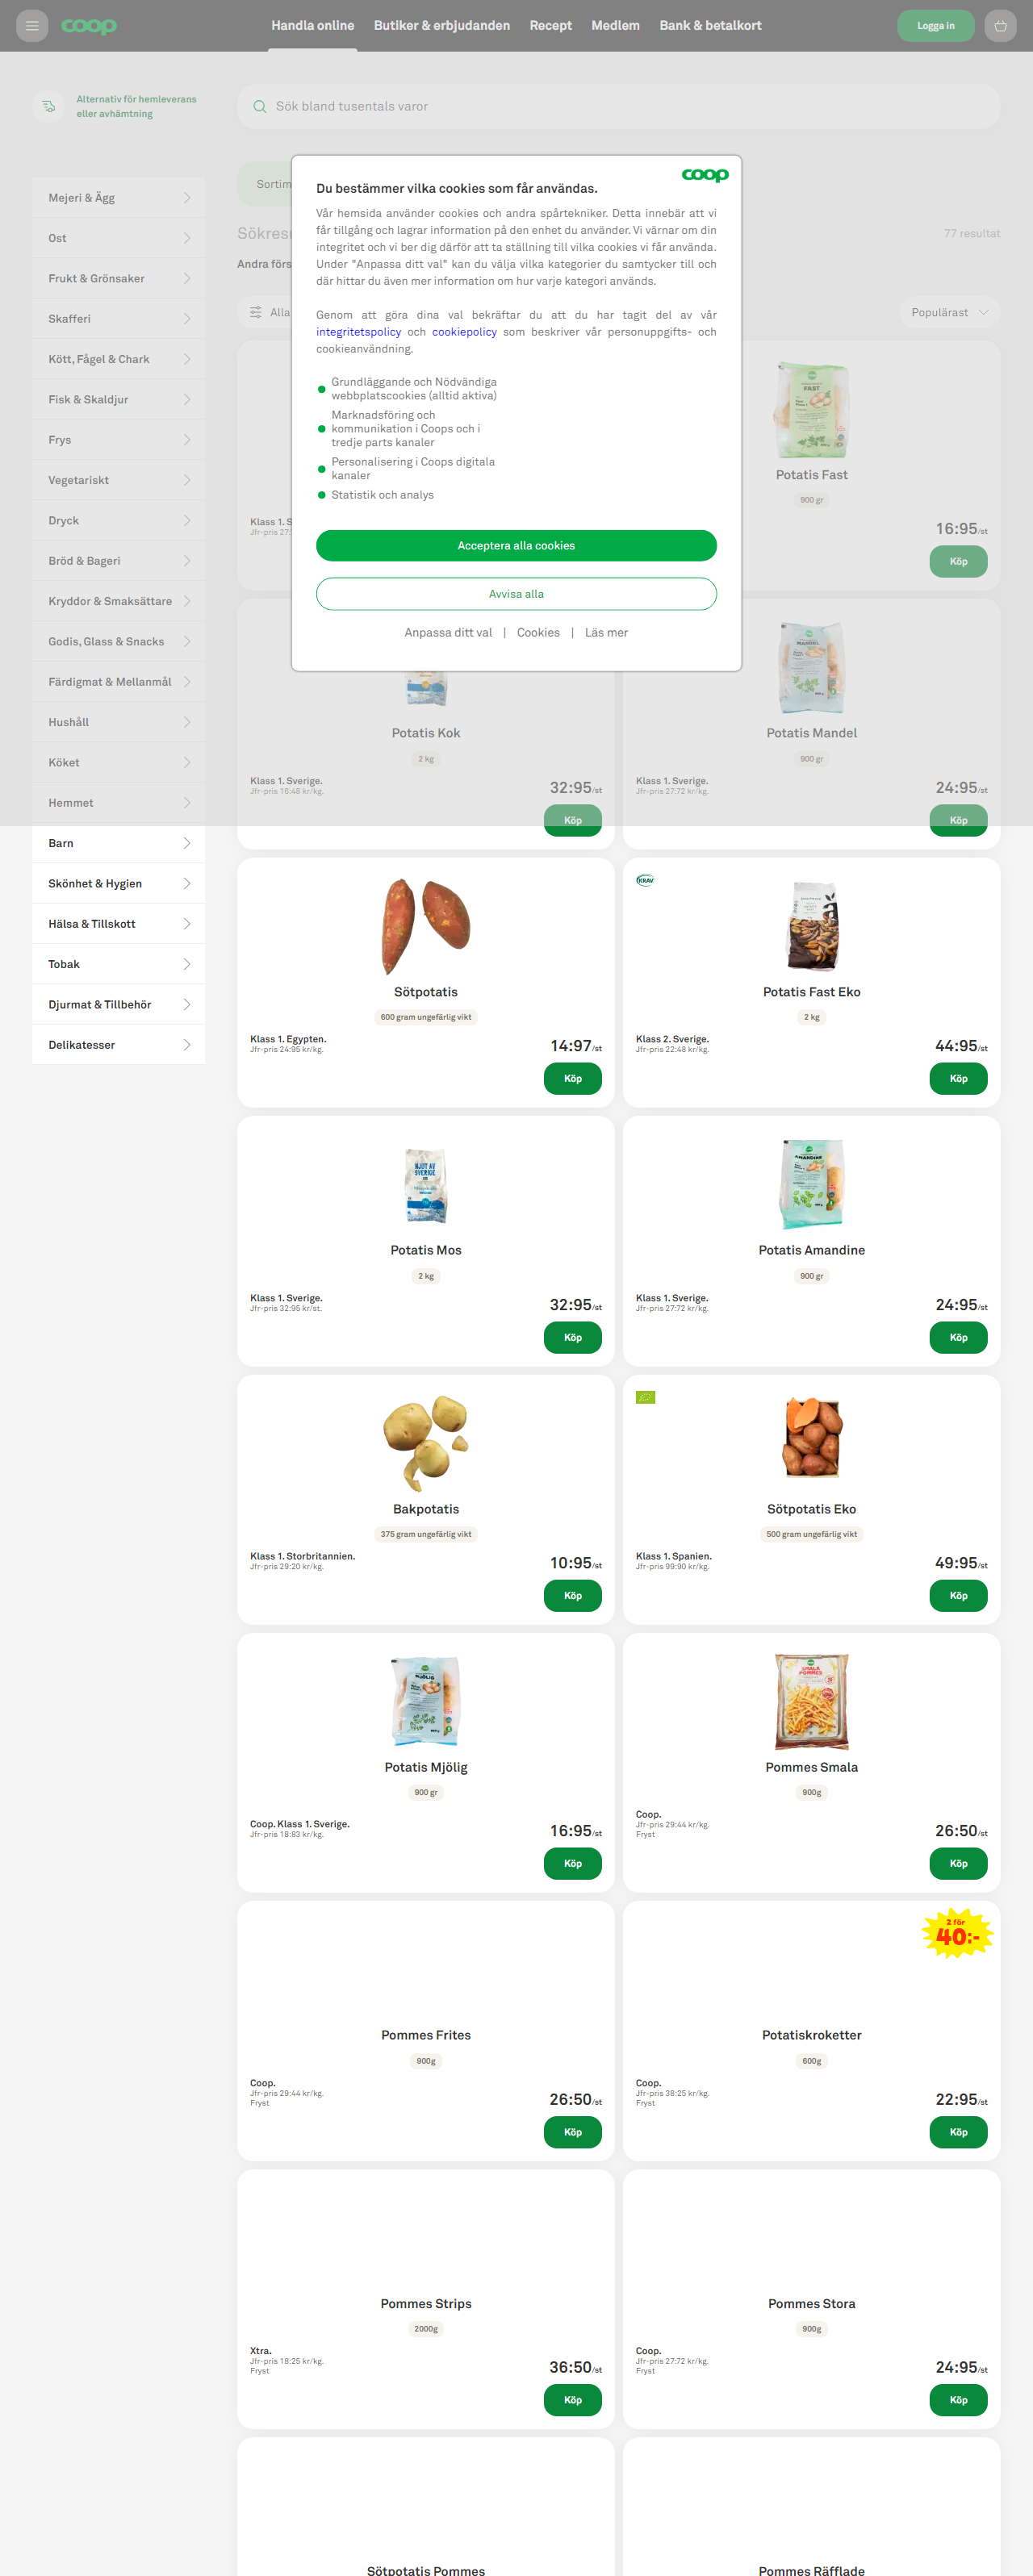 coop
Handla online
Butiker & erbjudanden
Recept
Medlem
Bank & betalkort
Logga in
Alternativ för hemleverans
eller avhämtning
Sök bland tusentals varor
Mejeri & Ägg
Ost
Frukt & Grönsaker
Skafferi
Kött, Fågel & Chark
Fisk & Skaldjur
Frys
Vegetariskt
Dryck
Bröd & Bageri
Kryddor & Smaksättare
Godis, Glass & Snacks
Färdigmat & Mellanmål
Hushåll
Köket
Hemmet
Barn
Skönhet & Hygien
Hälsa & Tillskott
Tobak
Djurmat & Tillbehör
Delikatesser
Sortim
Sökresu
77 resultat
Andra förs
Alla
Populärast
coop
Du bestämmer vilka cookies som får användas.
Vår hemsida använder cookies och andra spårtekniker. Detta innebär att vi
får tillgång och lagrar information på den enhet du använder. Vi värnar om din
integritet och vi ber dig därför att ta ställning till vilka cookies vi får använda.
Under "Anpassa ditt val" kan du välja vilka kategorier du samtycker till och
där hittar du även mer information om hur varje kategori används.
Genom att göra dina val bekräftar du att du har tagit del av vår
integritetspolicy och cookiepolicy som beskriver vår personuppgifts- och
cookieanvändning.
Grundläggande och Nödvändiga
webbplatscookies (alltid aktiva)
Marknadsföring och
kommunikation i Coops och i
tredje parts kanaler
Personalisering i Coops digitala
kanaler
Statistik och analys
Acceptera alla cookies
Avvisa alla
Anpassa ditt val | Cookies | Läs mer
Klass 1. S
Jfr-pris 27:
FAST
Potatis Fast
900 gr
16:95/st
Köp
Potatis Kok
2 kg
Klass 1. Sverige.
Jfr-pris 16:48 kr/kg.
32:95/st
Köp
MANDEL
Potatis Mandel
900 gr
Klass 1. Sverige.
Jfr-pris 27:72 kr/kg.
24:95/st
Köp
Sötpotatis
600 gram ungefärlig vikt
Klass 1. Egypten.
Jfr-pris 24:95 kr/kg.
14:97/st
Köp
KRAV
Potatis Fast Eko
2 kg
Klass 2. Sverige.
Jfr-pris 22:48 kr/kg.
44:95/st
Köp
NJUT AV
SVERIGE
Potatis Mos
2 kg
Klass 1. Sverige.
Jfr-pris 32:95 kr/st.
32:95/st
Köp
AMANDINE
Potatis Amandine
900 gr
Klass 1. Sverige.
Jfr-pris 27:72 kr/kg.
24:95/st
Köp
Bakpotatis
375 gram ungefärlig vikt
Klass 1. Storbritannien.
Jfr-pris 29:20 kr/kg.
10:95/st
Köp
Sötpotatis Eko
500 gram ungefärlig vikt
Klass 1. Spanien.
Jfr-pris 99:90 kr/kg.
49:95/st
Köp
MJÖLIG
Potatis Mjölig
900 gr
Coop. Klass 1. Sverige.
Jfr-pris 18:83 kr/kg.
16:95/st
Köp
SMALA
POMMES
Pommes Smala
900g
Coop.
Jfr-pris 29:44 kr/kg.
Fryst
26:50/st
Köp
Pommes Frites
900g
Coop.
Jfr-pris 29:44 kr/kg.
Fryst
26:50/st
Köp
2 för
40:-
Potatiskroketter
600g
Coop.
Jfr-pris 38:25 kr/kg.
Fryst
22:95/st
Köp
Pommes Strips
2000g
Xtra.
Jfr-pris 18:25 kr/kg.
Fryst
36:50/st
Köp
Pommes Stora
900g
Coop.
Jfr-pris 27:72 kr/kg.
Fryst
24:95/st
Köp
Sötpotatis Pommes
Pommes Räfflade